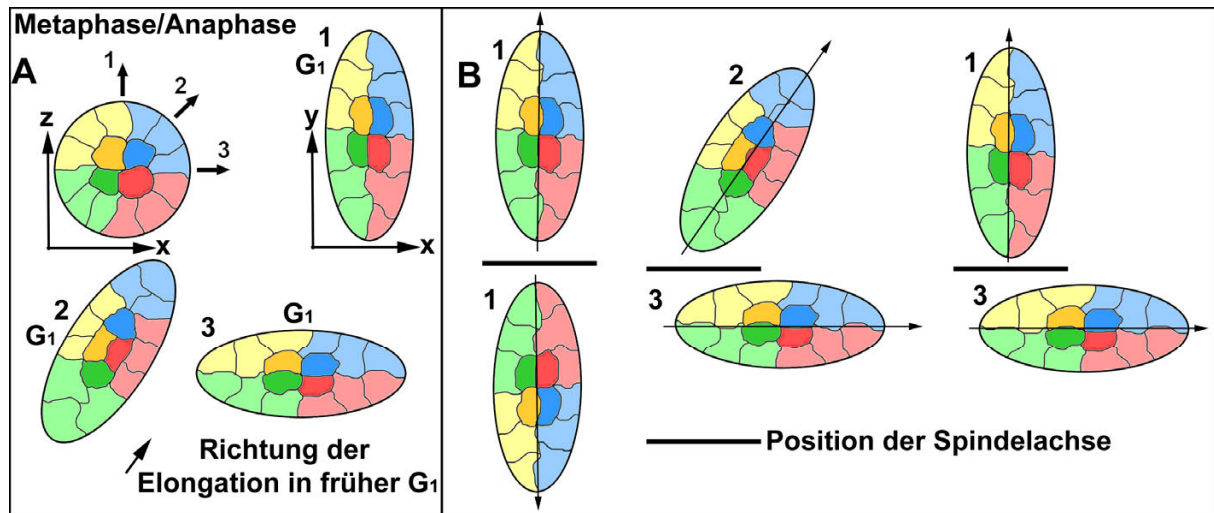 Metaphase/Anaphase
A
1
2
3
z
x
1
G1
y
x
2
G1
3
G1
Richtung der
Elongation in früher G1
B
1
1
2
3
1
3
Position der Spindelachse